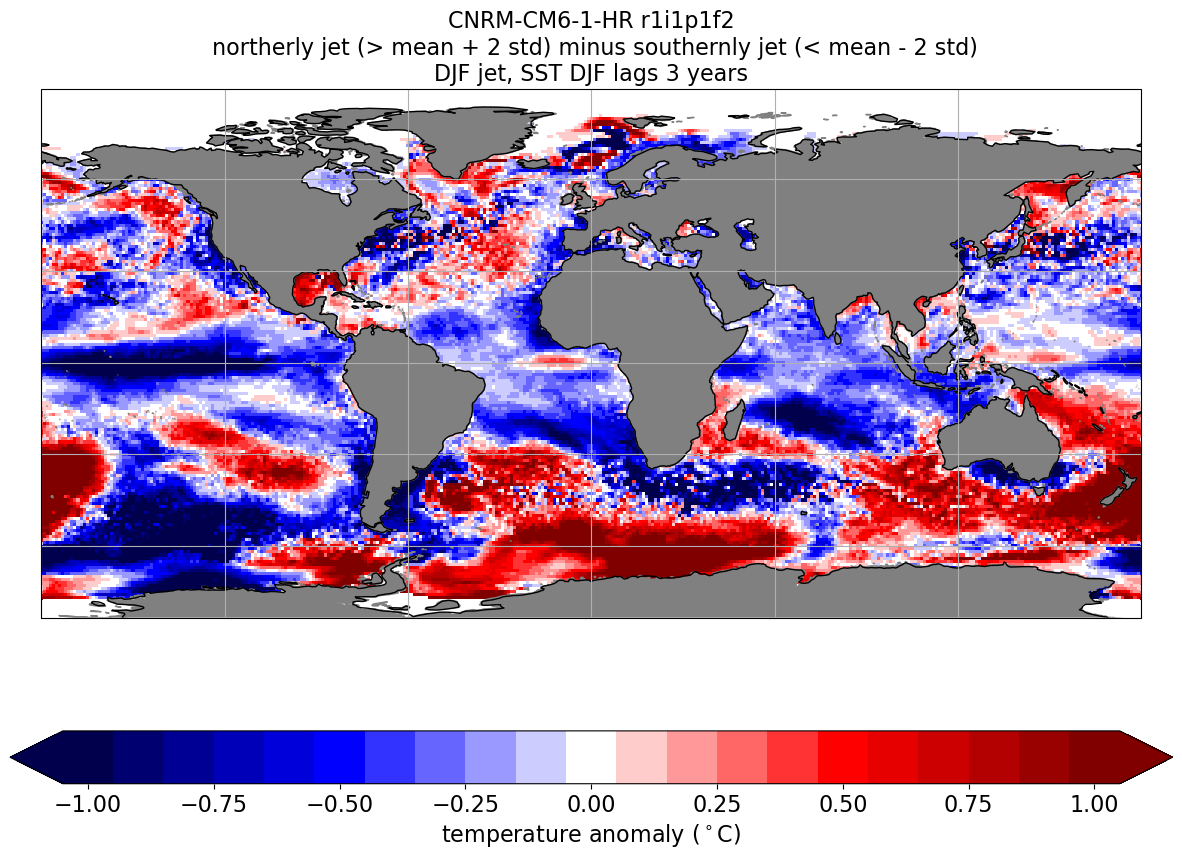 CNRM-CM6-1-HR r1i1p1f2
northerly jet (> mean + 2 std) minus southernly jet (< mean - 2 std)
DJF jet, SST DJF lags 3 years
−1.00 −0.75 −0.50 −0.25 0.00 0.25 0.50 0.75 1.00
temperature anomaly (°C)